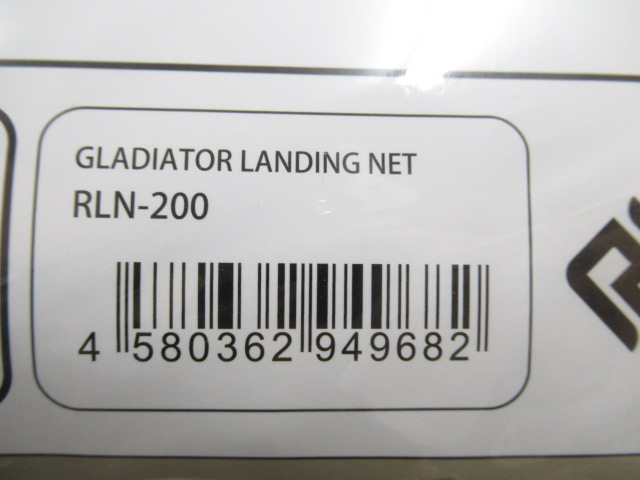 GLADIATOR LANDING NET
RLN-200
4 580362 949682